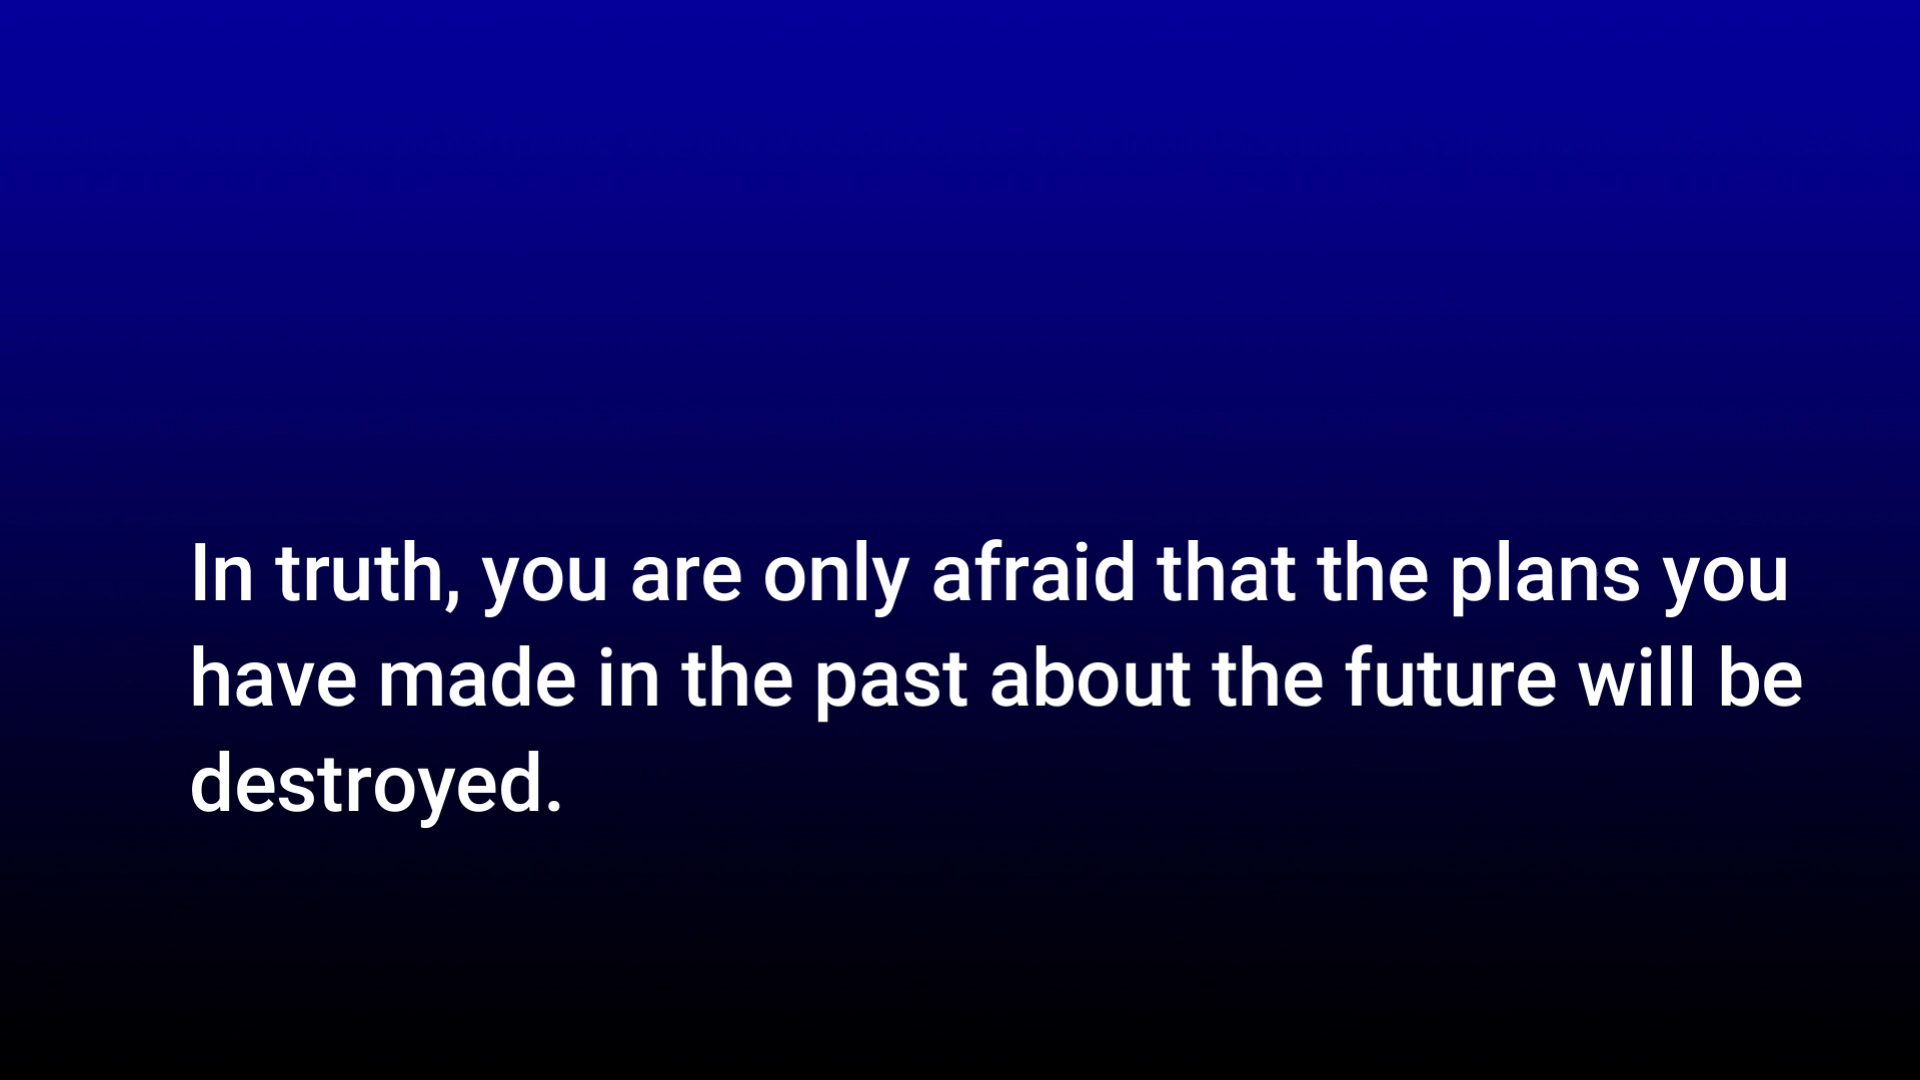 In truth, you are only afraid that the plans you
have made in the past about the future will be
destroyed.